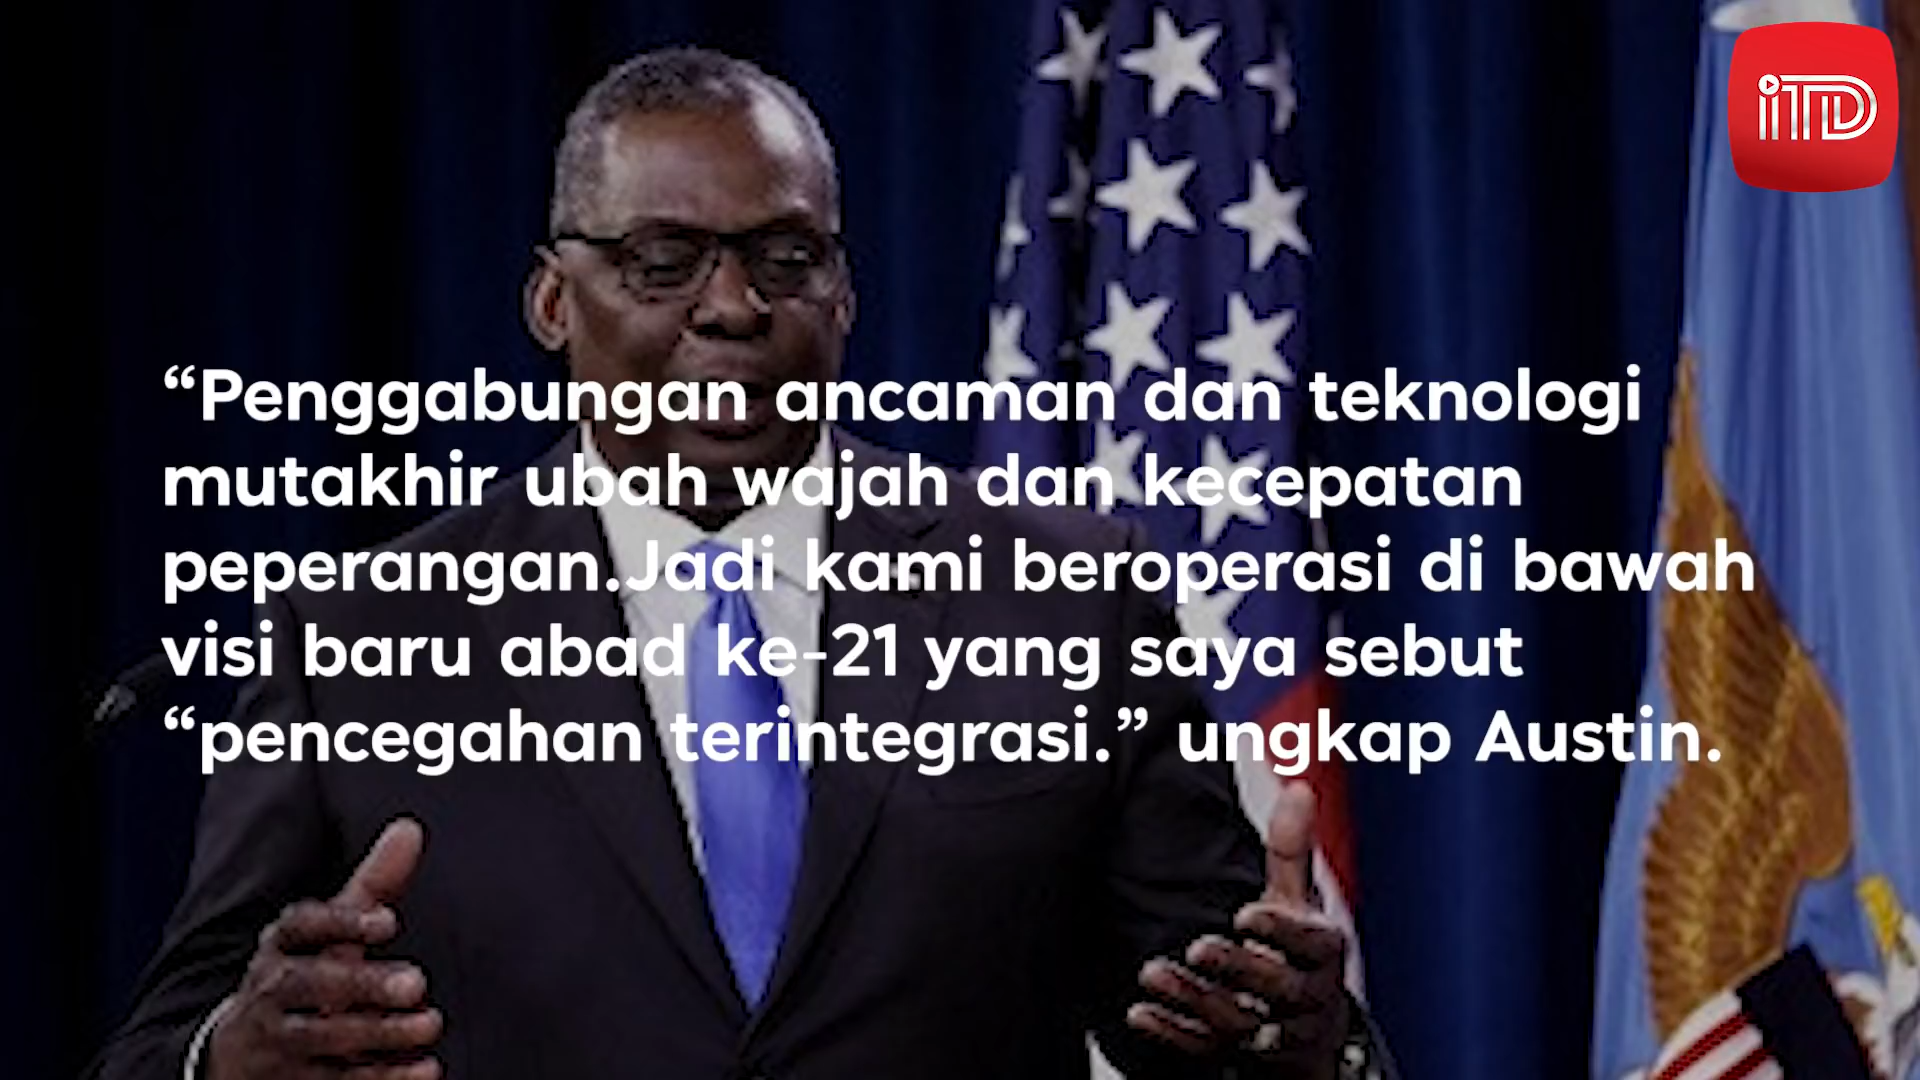 iTD
“Penggabungan ancaman dan teknologi
mutakhir ubah wajah dan kecepatan
peperangan.Jadi kami beroperasi di bawah
visi baru abad ke-21 yang saya sebut
“pencegahan terintegrasi.” ungkap Austin.